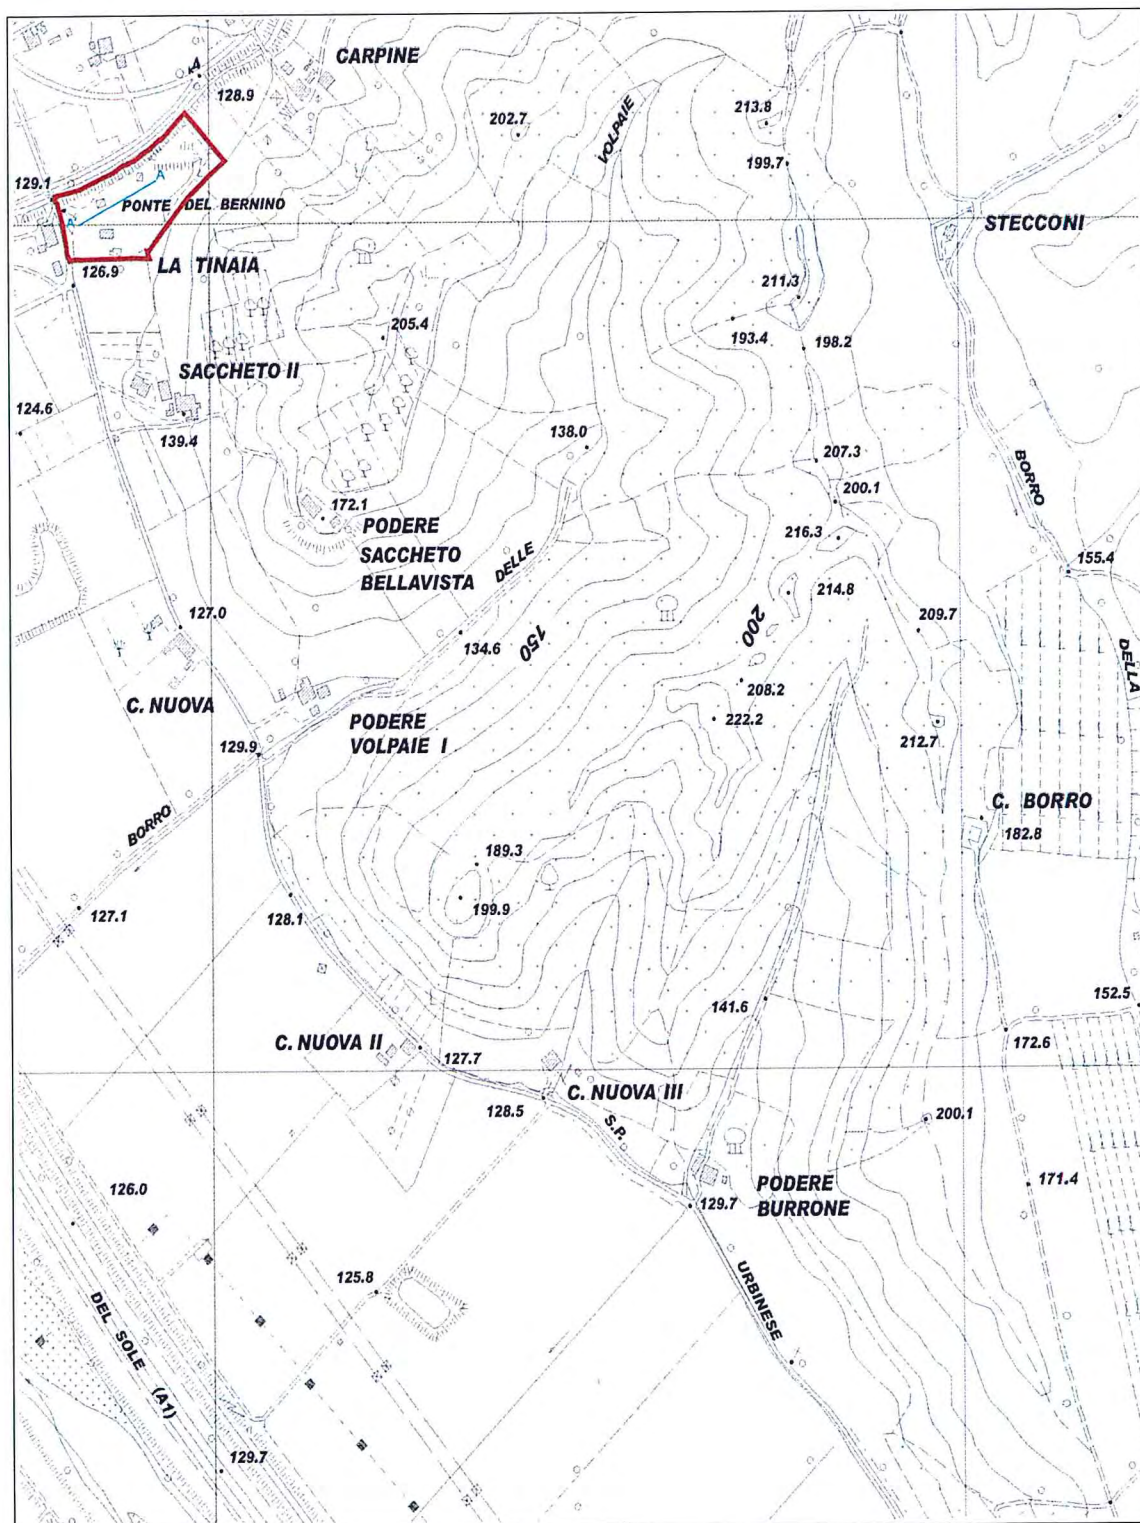 CARPINE
128.9
202.7
VOLPAIE
213.8
199.7
129.1
A
A'
PONTE DEL BERNINO
STECCONI
126.9
LA TINAIA
211.3
193.4
198.2
205.4
SACCHETO II
124.6
139.4
138.0
207.3
200.1
BORRO
172.1
PODERE
SACCHETO
BELLAVISTA
DELLE
216.3
155.4
214.8
127.0
134.6
150
200
209.7
DELLA
208.2
C. NUOVA
222.2
PODERE
VOLPAIE I
129.9
212.7
C. BORRO
182.8
BORRO
189.3
199.9
127.1
128.1
141.6
152.5
172.6
C. NUOVA II
127.7
C. NUOVA III
128.5
S.P.
200.1
126.0
PODERE
BURRONE
171.4
129.7
125.8
URBINESE
DEL SOLE (A1)
129.7